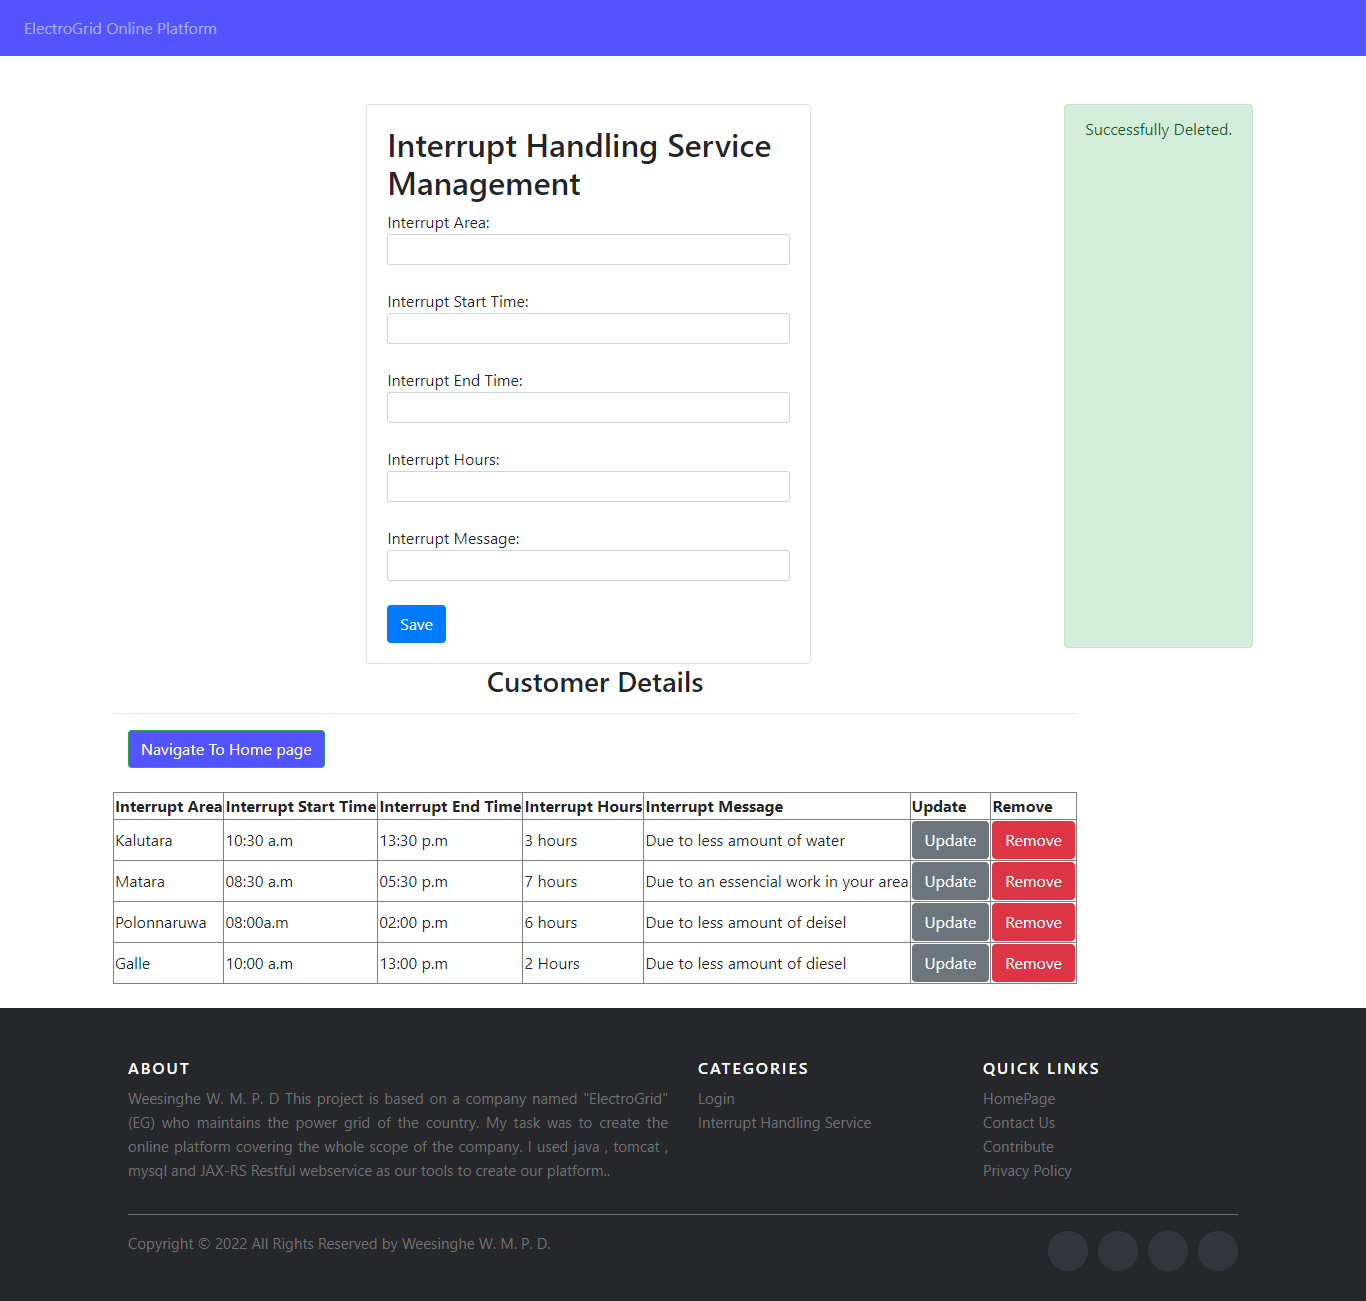 ElectroGrid Online Platform
Interrupt Handling Service
Management
Successfully Deleted.
Interrupt Area:
Interrupt Start Time:
Interrupt End Time:
Interrupt Hours:
Interrupt Message:
Save
Customer Details
Navigate To Home page
Interrupt Area Interrupt Start Time Interrupt End Time Interrupt Hours Interrupt Message Update Remove
Kalutara 10:30 a.m 13:30 p.m 3 hours Due to less amount of water Update Remove
Matara 08:30 a.m 05:30 p.m 7 hours Due to an essencial work in your area Update Remove
Polonnaruwa 08:00a.m 02:00 p.m 6 hours Due to less amount of deisel Update Remove
Galle 10:00 a.m 13:00 p.m 2 Hours Due to less amount of diesel Update Remove
ABOUT
Weesinghe W. M. P. D This project is based on a company named "ElectroGrid"
(EG) who maintains the power grid of the country. My task was to create the
online platform covering the whole scope of the company. I used java , tomcat ,
mysql and JAX-RS Restful webservice as our tools to create our platform..
CATEGORIES
Login
Interrupt Handling Service
QUICK LINKS
HomePage
Contact Us
Contribute
Privacy Policy
Copyright © 2022 All Rights Reserved by Weesinghe W. M. P. D.